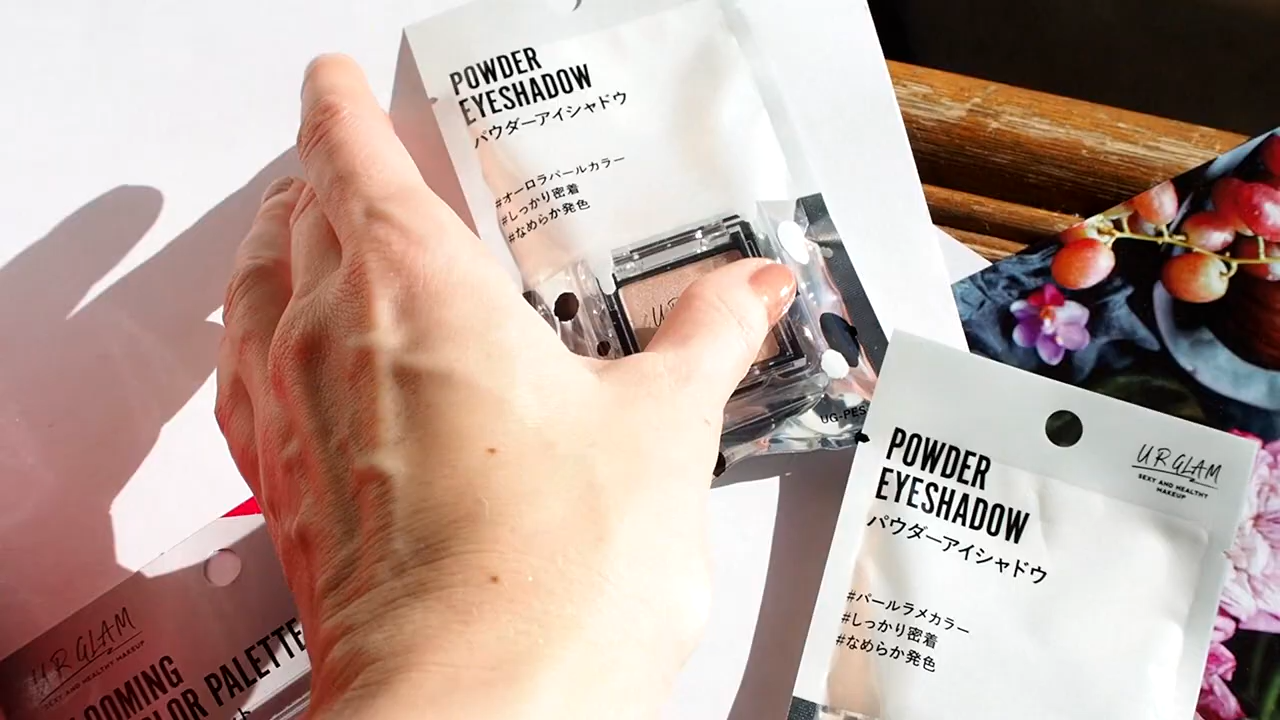 POWDER
EYESHADOW
パウダーアイシャドウ
#オーロラパールカラー
#しっかり密着
#なめらか発色
UG-PES
POWDER
EYESHADOW
パウダーアイシャドウ
URGLAM
SEXY AND HEALTHY
MAKEUP
#パールラメカラー
#しっかり密着
#なめらか発色
URGLAM
SEXY AND HEALTHY MAKEUP
LOOMING
OLOR PALETTE